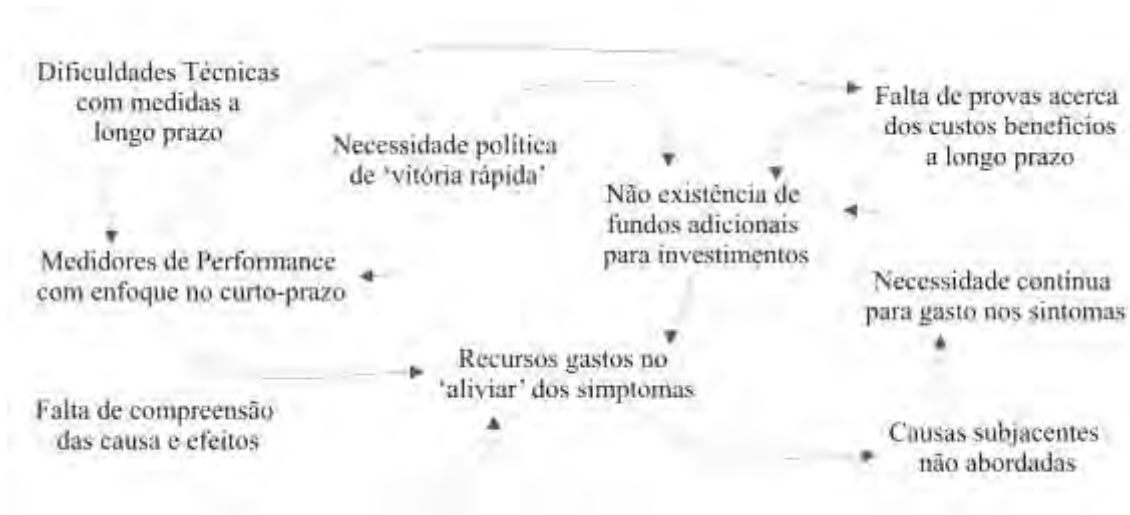 Dificuldades Técnicas
com medidas a
longo prazo
Falta de provas acerca
dos custos benefícios
a longo prazo
Necessidade política
de ‘vitória rápida’
Não existência de
fundos adicionais
para investimentos
Medidores de Performance
com enfoque no curto-prazo
Necessidade contínua
para gasto nos sintomas
Recursos gastos no
‘aliviar’ dos simptomas
Falta de compreensão
das causa e efeitos
Causas subjacentes
não abordadas